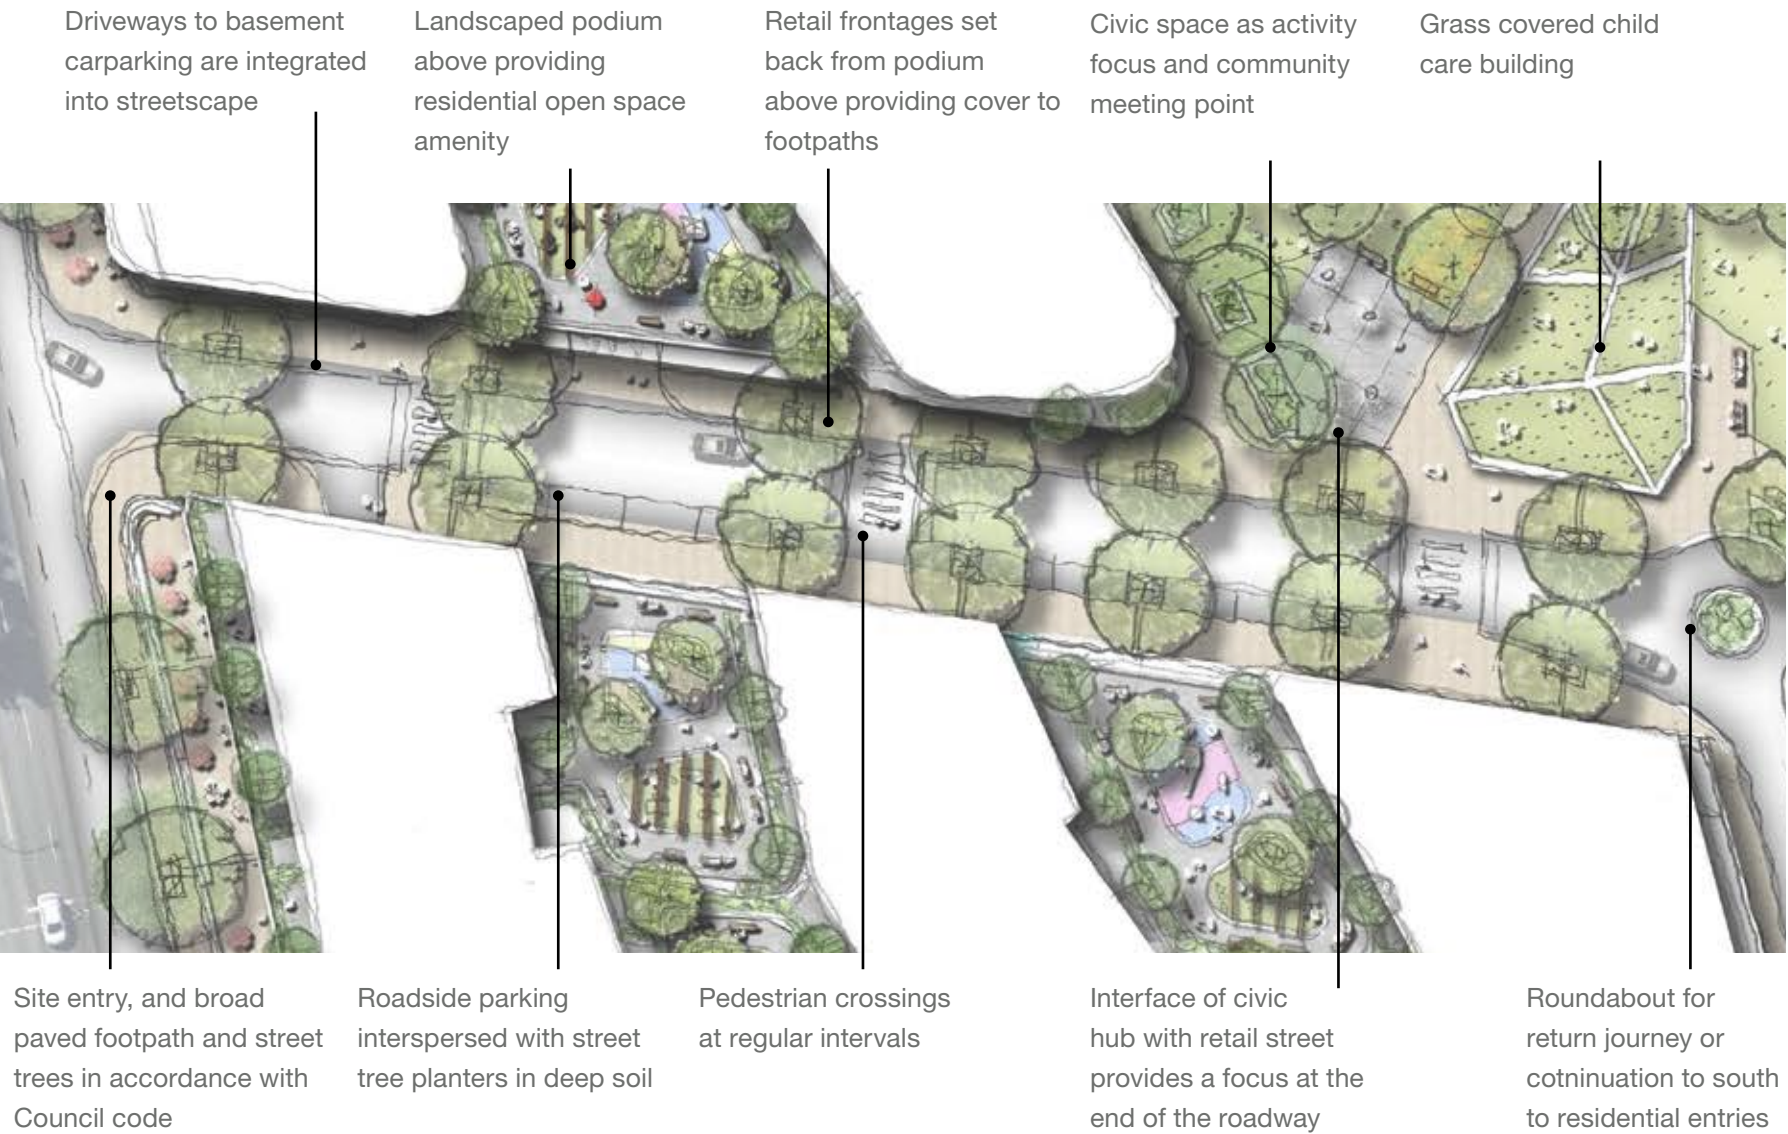 Driveways to basement
carparking are integrated
into streetscape
Landscaped podium
above providing
residential open space
amenity
Retail frontages set
back from podium
above providing cover to
footpaths
Civic space as activity
focus and community
meeting point
Grass covered child
care building
Site entry, and broad
paved footpath and street
trees in accordance with
Council code
Roadside parking
interspersed with street
tree planters in deep soil
Pedestrian crossings
at regular intervals
Interface of civic
hub with retail street
provides a focus at the
end of the roadway
Roundabout for
return journey or
cotninuation to south
to residential entries